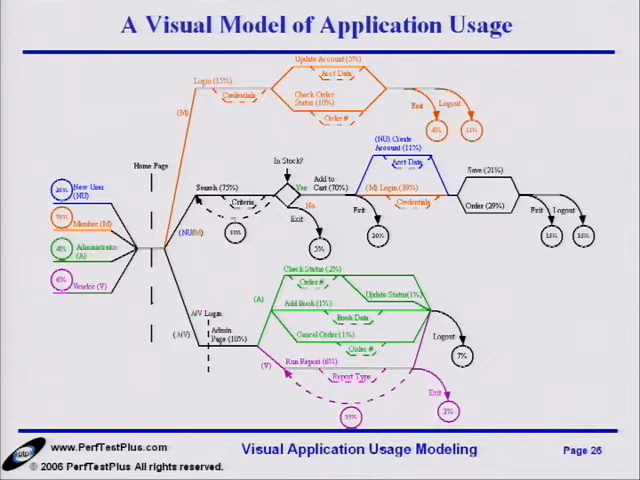 A Visual Model of Application Usage
Update Account (5%)
Acct Data
Login (15%)
Credentials
Check Order
Status (10%)
Order #
(M)
Exit
Logout
4%
11%
Home Page
In Stock?
(NU) Create
Account (11%)
Acct Data
20%
New User
(NU)
Search (75%)
Criteria
Yes
Add to
Cart (70%)
(M) Login (39%)
Credentials
Save (21%)
Order (29%)
No
Exit
5%
Exit
20%
Exit
Logout
15%
35%
Member (M)
(NU/M)
4%
Administrator
(A)
6%
Vendor (V)
Check Status (2%)
Order #
Update Status(1%)
(A)
Add Book (1%)
Book Data
Cancel Order (1%)
Order #
A/V Login
Admin
Page (10%)
(A/V)
Logout
7%
(V)
Run Report (6%)
Report Type
Exit
3%
www.PerfTestPlus.com
© 2006 PerfTestPlus All rights reserved.
Visual Application Usage Modeling
Page 26